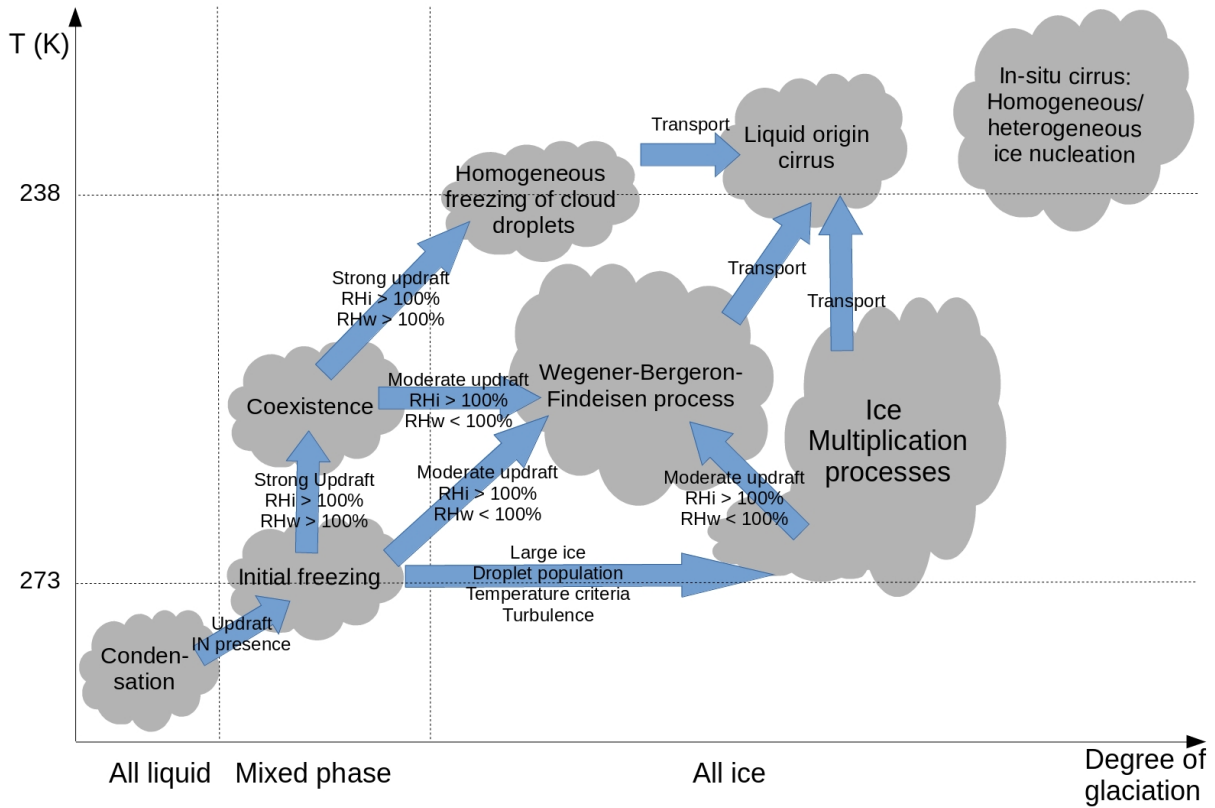 T (K)
In-situ cirrus:
Homogeneous/
heterogeneous
ice nucleation
Transport
Liquid origin
cirrus
238
Homogeneous
freezing of cloud
droplets
Strong updraft
RHi > 100%
RHw > 100%
Transport
Transport
Wegener-Bergeron-
Findeisen process
Coexistence
Moderate updraft
RHi > 100%
RHw < 100%
Ice
Multiplication
processes
Strong Updraft
RHi > 100%
RHw > 100%
Moderate updraft
RHi > 100%
RHw < 100%
Moderate updraft
RHi > 100%
RHw < 100%
273
Initial freezing
Large ice
Droplet population
Temperature criteria
Turbulence
Updraft
IN presence
Conden-
sation
All liquid
Mixed phase
All ice
Degree of
glaciation